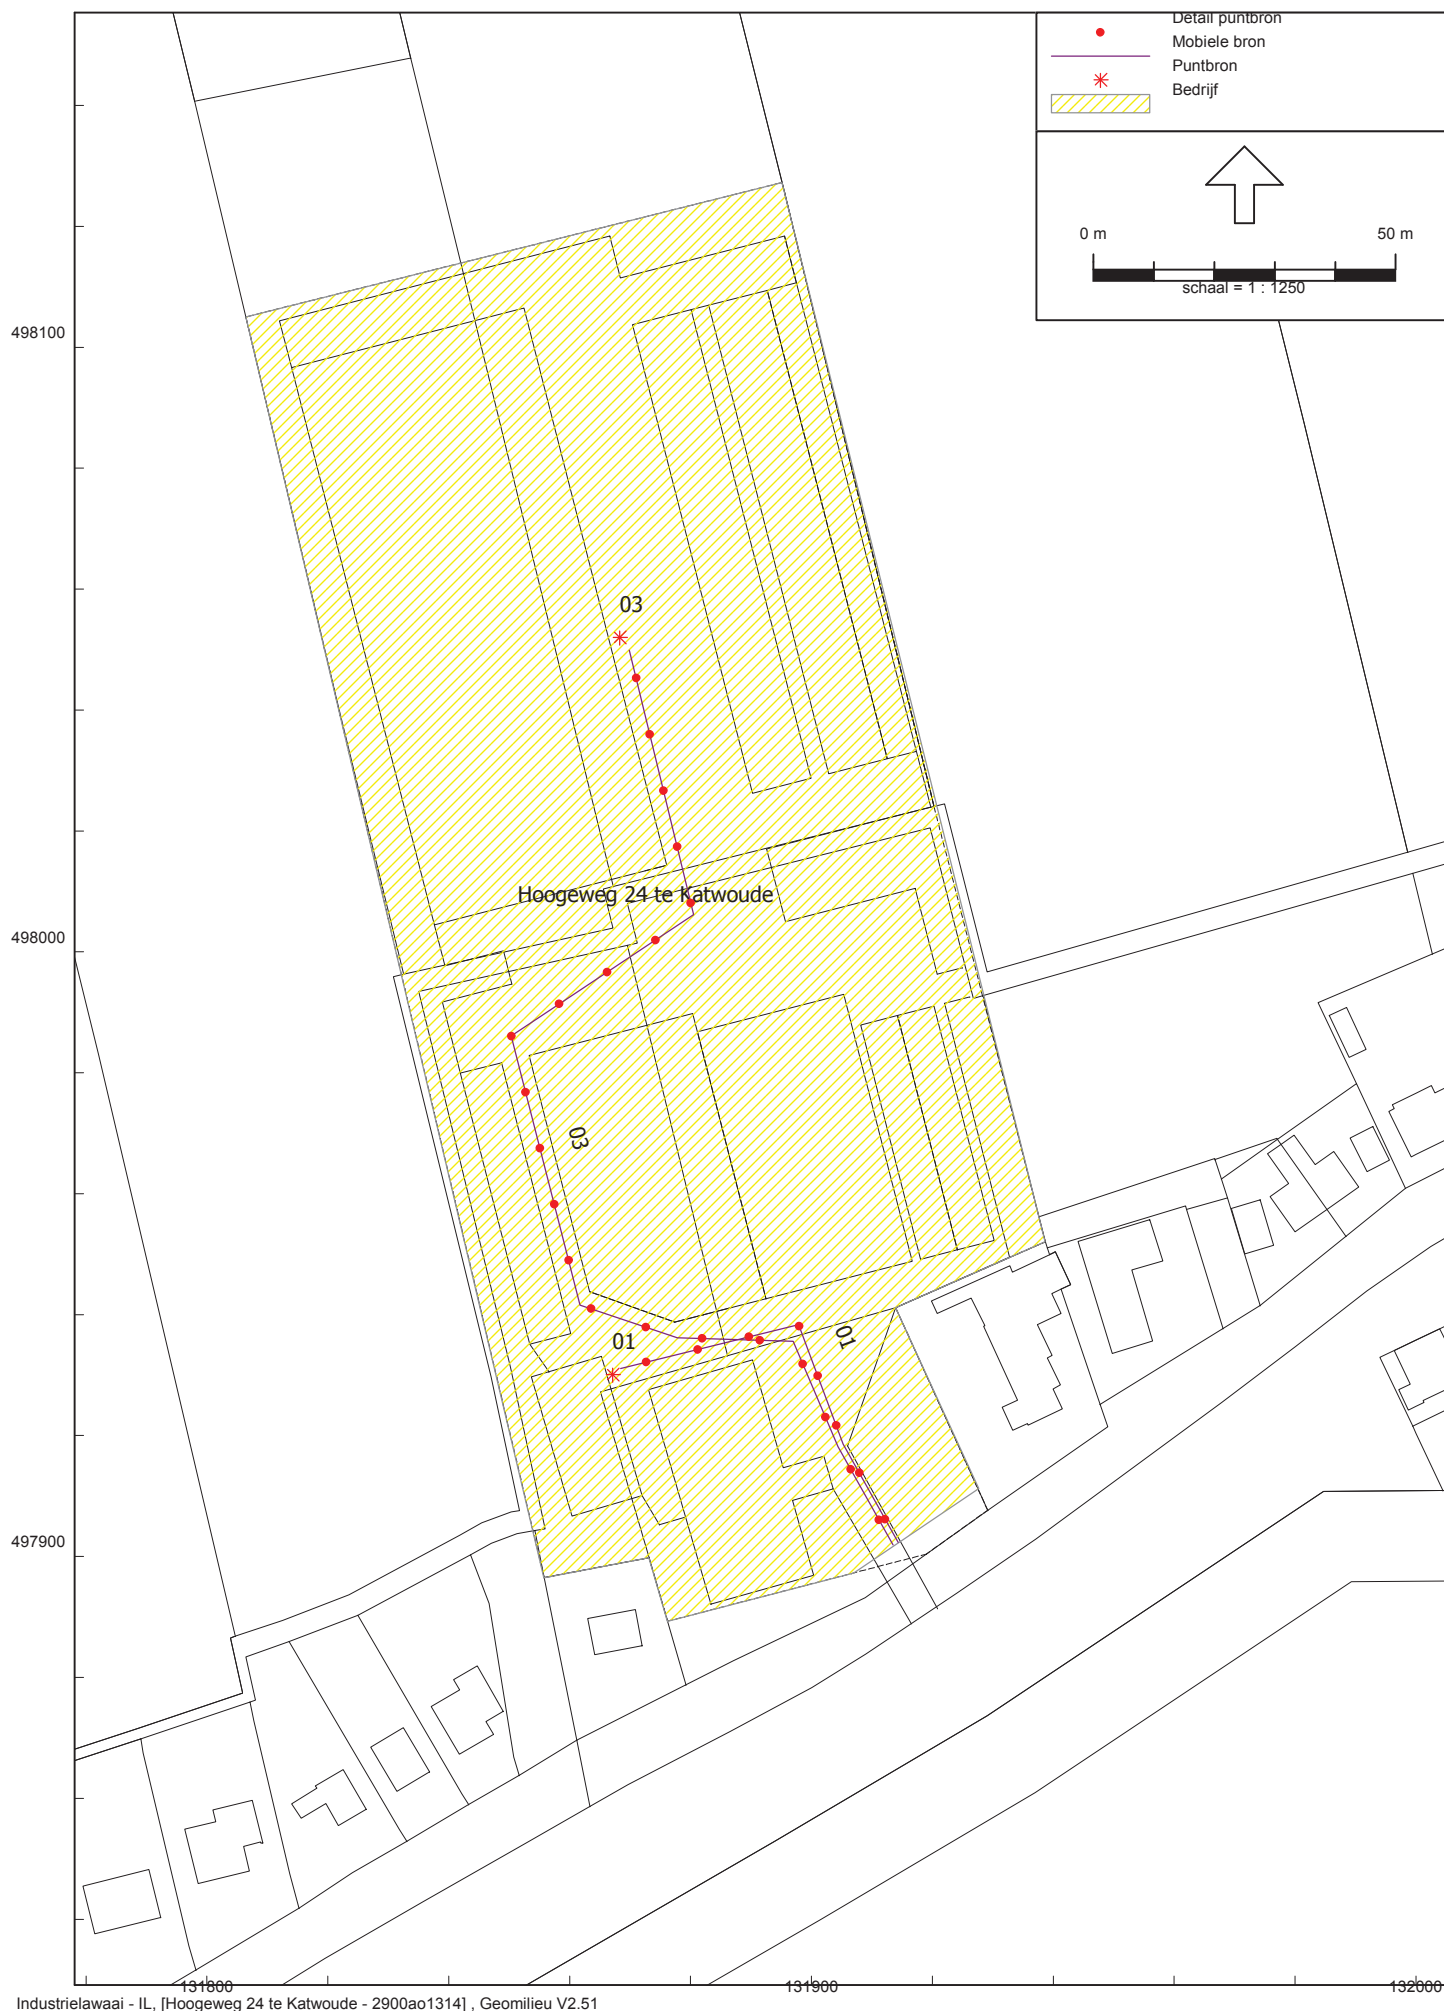 Detail puntbron
Mobiele bron
Puntbron
Bedrijf
0 m
50 m
schaal = 1 : 1250
498100
03
Hoogeweg 24 te Katwoude
498000
03
01
01
497900
131800
131900
132000
Industrielawaai - IL, [Hoogeweg 24 te Katwoude - 2900ao1314] , Geomilieu V2.51